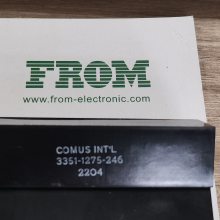 FROM
www.from-electronic.com
COMUS INT'L
3351-1275-246
2204